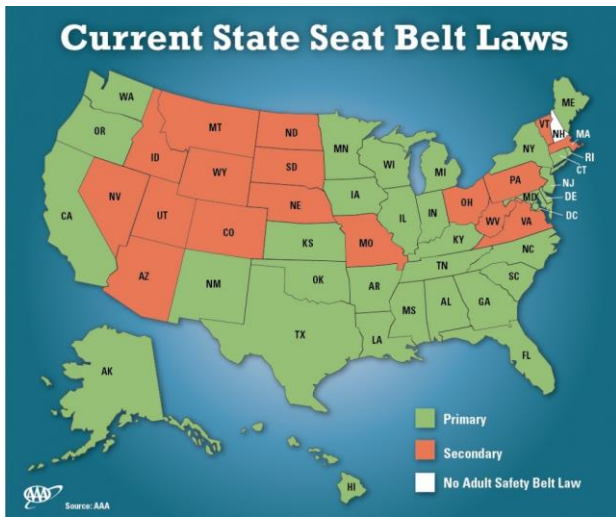 Current State Seat Belt Laws
WA
OR
CA
NV
ID
MT
WY
UT
AZ
CO
NM
ND
SD
NE
KS
OK
TX
MN
IA
MO
AR
LA
WI
IL
MI
IN
OH
KY
TN
MS
AL
GA
FL
SC
NC
VA
WV
PA
NY
VT
NH
ME
MA
RI
CT
NJ
DE
MD
DC
AK
HI
Primary
Secondary
No Adult Safety Belt Law
AAA
Source: AAA